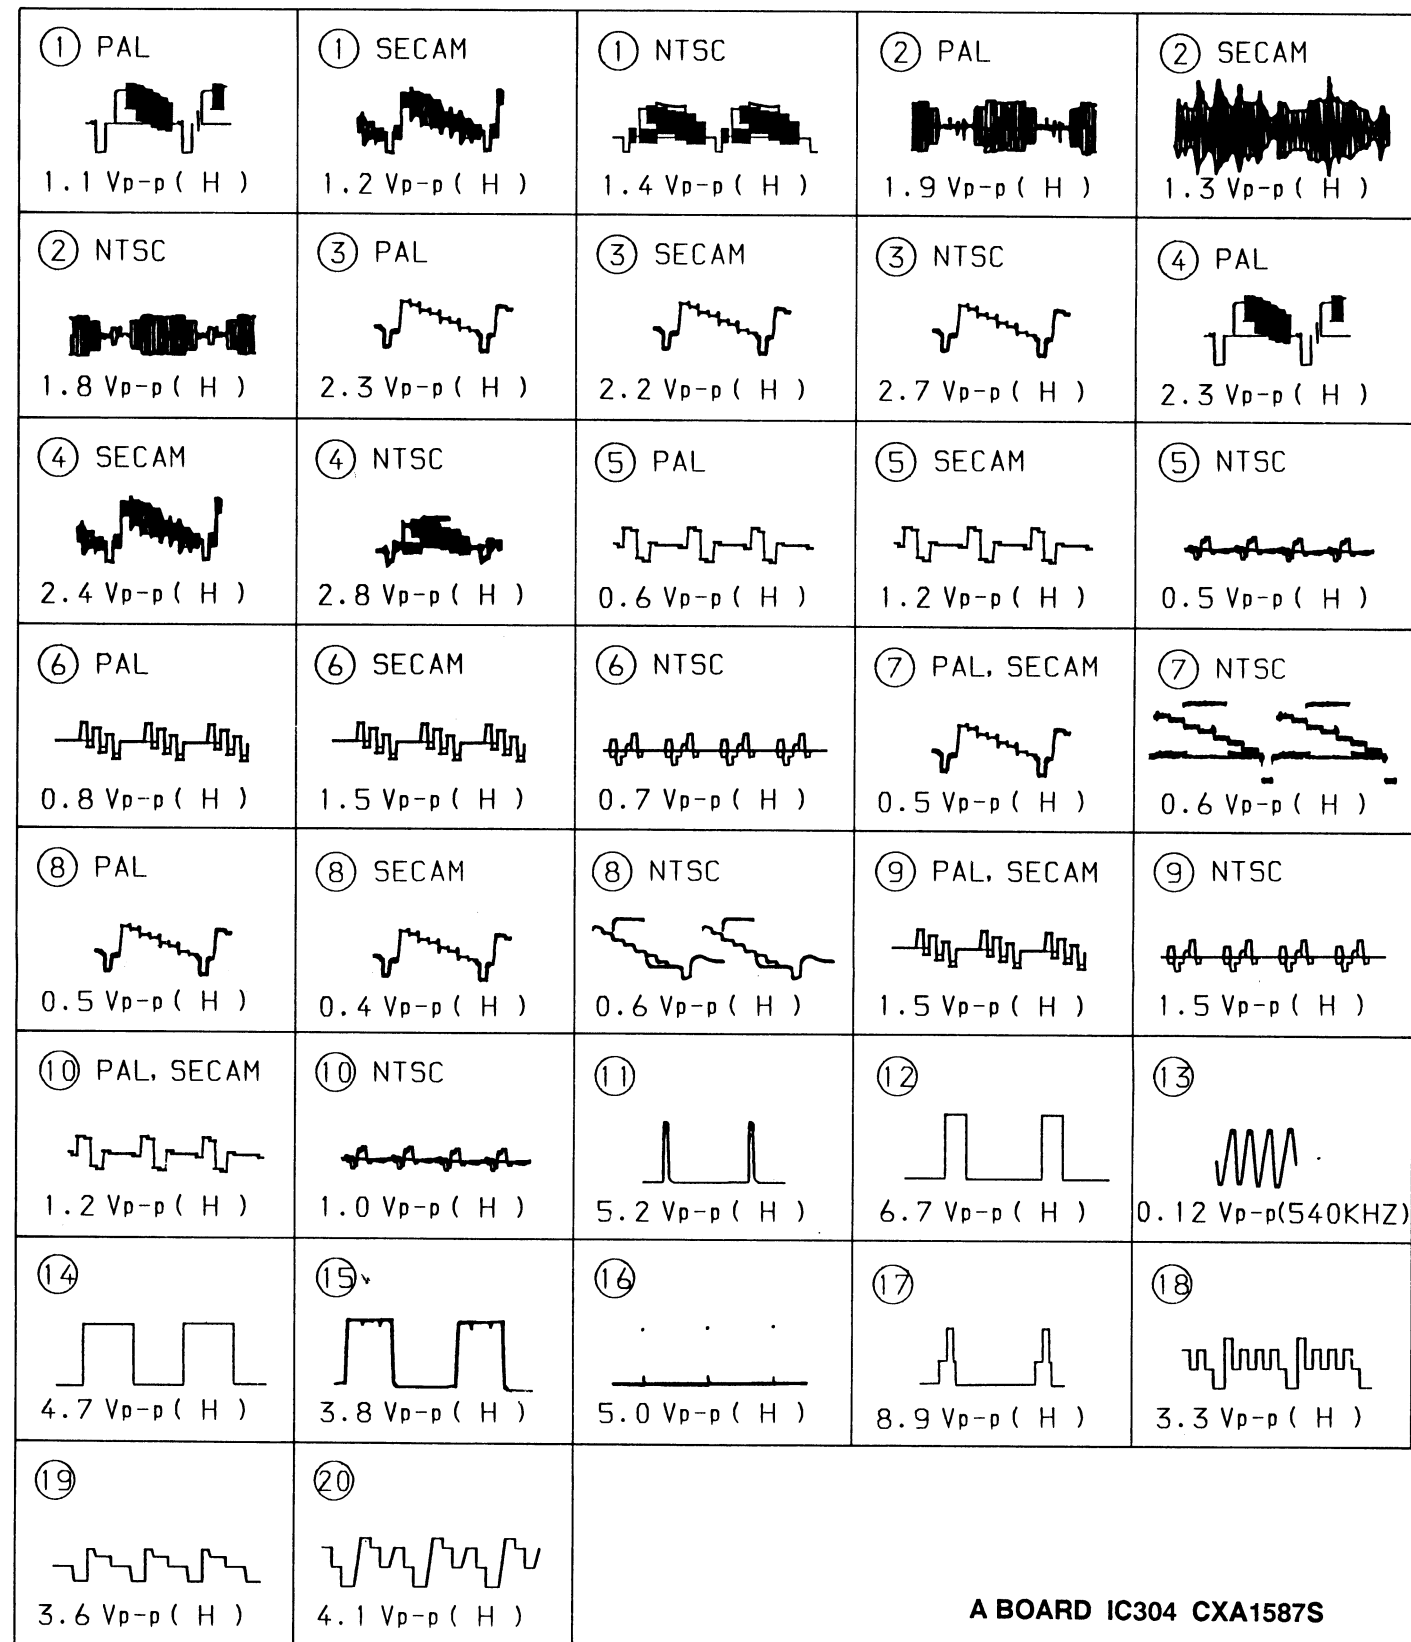 ① PAL
1.1 Vp-p ( H )
① SECAM
1.2 Vp-p ( H )
① NTSC
1.4 Vp-p ( H )
② PAL
1.9 Vp-p ( H )
② SECAM
1.3 Vp-p ( H )
② NTSC
1.8 Vp-p ( H )
③ PAL
2.3 Vp-p ( H )
③ SECAM
2.2 Vp-p ( H )
③ NTSC
2.7 Vp-p ( H )
④ PAL
2.3 Vp-p ( H )
④ SECAM
2.4 Vp-p ( H )
④ NTSC
2.8 Vp-p ( H )
⑤ PAL
0.6 Vp-p ( H )
⑤ SECAM
1.2 Vp-p ( H )
⑤ NTSC
0.5 Vp-p ( H )
⑥ PAL
0.8 Vp-p ( H )
⑥ SECAM
1.5 Vp-p ( H )
⑥ NTSC
0.7 Vp-p ( H )
⑦ PAL, SECAM
0.5 Vp-p ( H )
⑦ NTSC
0.6 Vp-p ( H )
⑧ PAL
0.5 Vp-p ( H )
⑧ SECAM
0.4 Vp-p ( H )
⑧ NTSC
0.6 Vp-p ( H )
⑨ PAL, SECAM
1.5 Vp-p ( H )
⑨ NTSC
1.5 Vp-p ( H )
⑩ PAL, SECAM
1.2 Vp-p ( H )
⑩ NTSC
1.0 Vp-p ( H )
⑪
5.2 Vp-p ( H )
⑫
6.7 Vp-p ( H )
⑬
0.12 Vp-p(540KHZ)
⑭
4.7 Vp-p ( H )
⑮
3.8 Vp-p ( H )
⑯
5.0 Vp-p ( H )
⑰
8.9 Vp-p ( H )
⑱
3.3 Vp-p ( H )
⑲
3.6 Vp-p ( H )
⑳
4.1 Vp-p ( H )
A BOARD IC304 CXA1587S